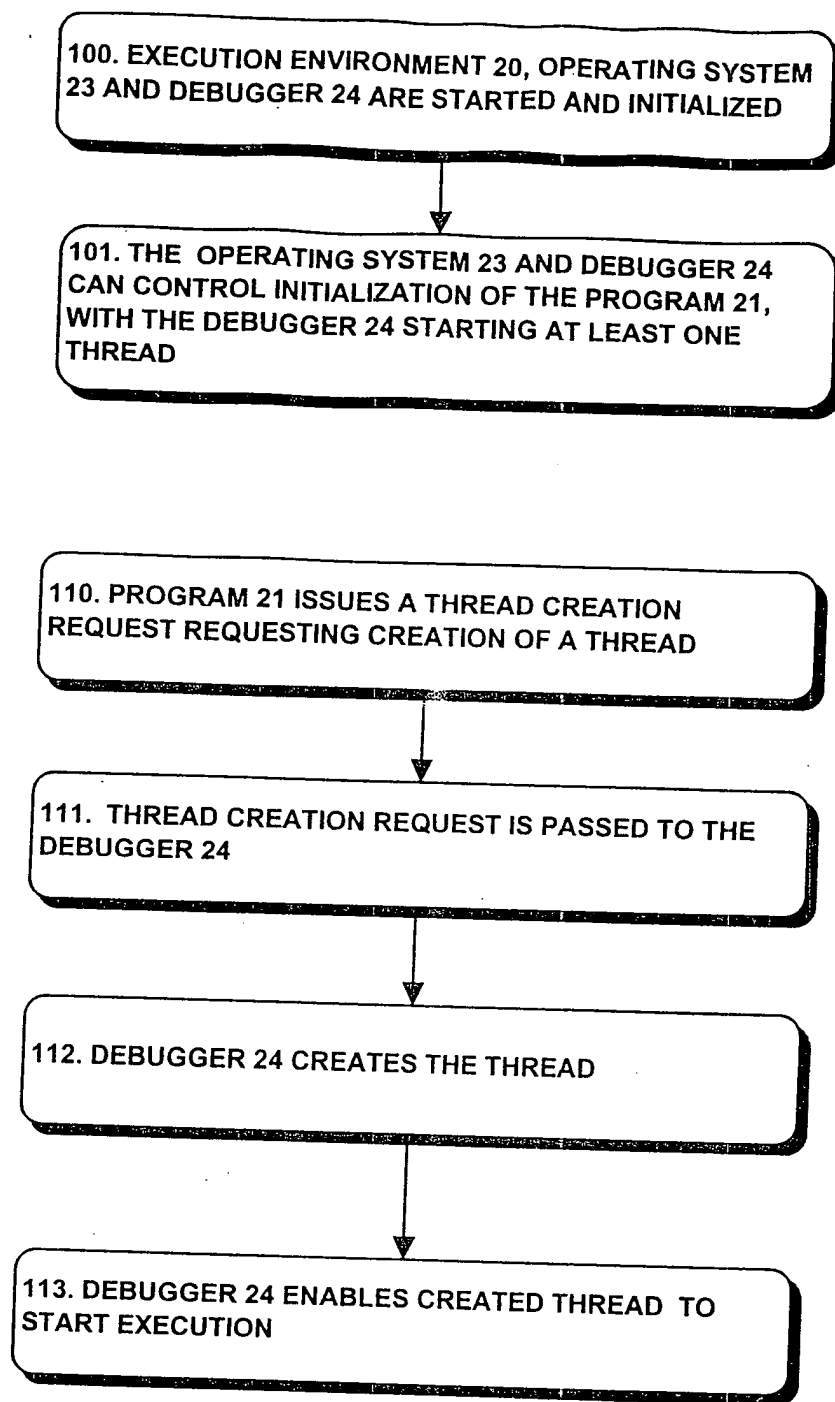 100. EXECUTION ENVIRONMENT 20, OPERATING SYSTEM
23 AND DEBUGGER 24 ARE STARTED AND INITIALIZED
101. THE OPERATING SYSTEM 23 AND DEBUGGER 24
CAN CONTROL INITIALIZATION OF THE PROGRAM 21,
WITH THE DEBUGGER 24 STARTING AT LEAST ONE
THREAD
110. PROGRAM 21 ISSUES A THREAD CREATION
REQUEST REQUESTING CREATION OF A THREAD
111. THREAD CREATION REQUEST IS PASSED TO THE
DEBUGGER 24
112. DEBUGGER 24 CREATES THE THREAD
113. DEBUGGER 24 ENABLES CREATED THREAD TO
START EXECUTION